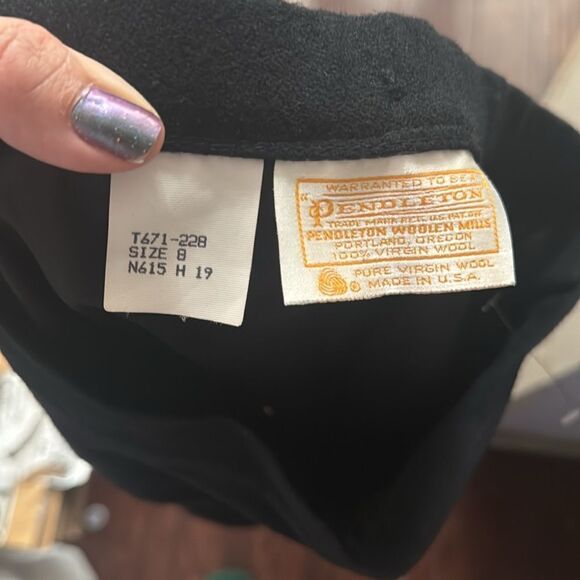 T671-228
SIZE 8
N615 H 19
WARRANTED TO BE A
"PENDLETON"
TRADE MARK REG. U.S. PAT. OFF.
PENDLETON WOOLEN MILLS
PORTLAND, OREGON
100% VIRGIN WOOL
PURE VIRGIN WOOL
MADE IN U.S.A.